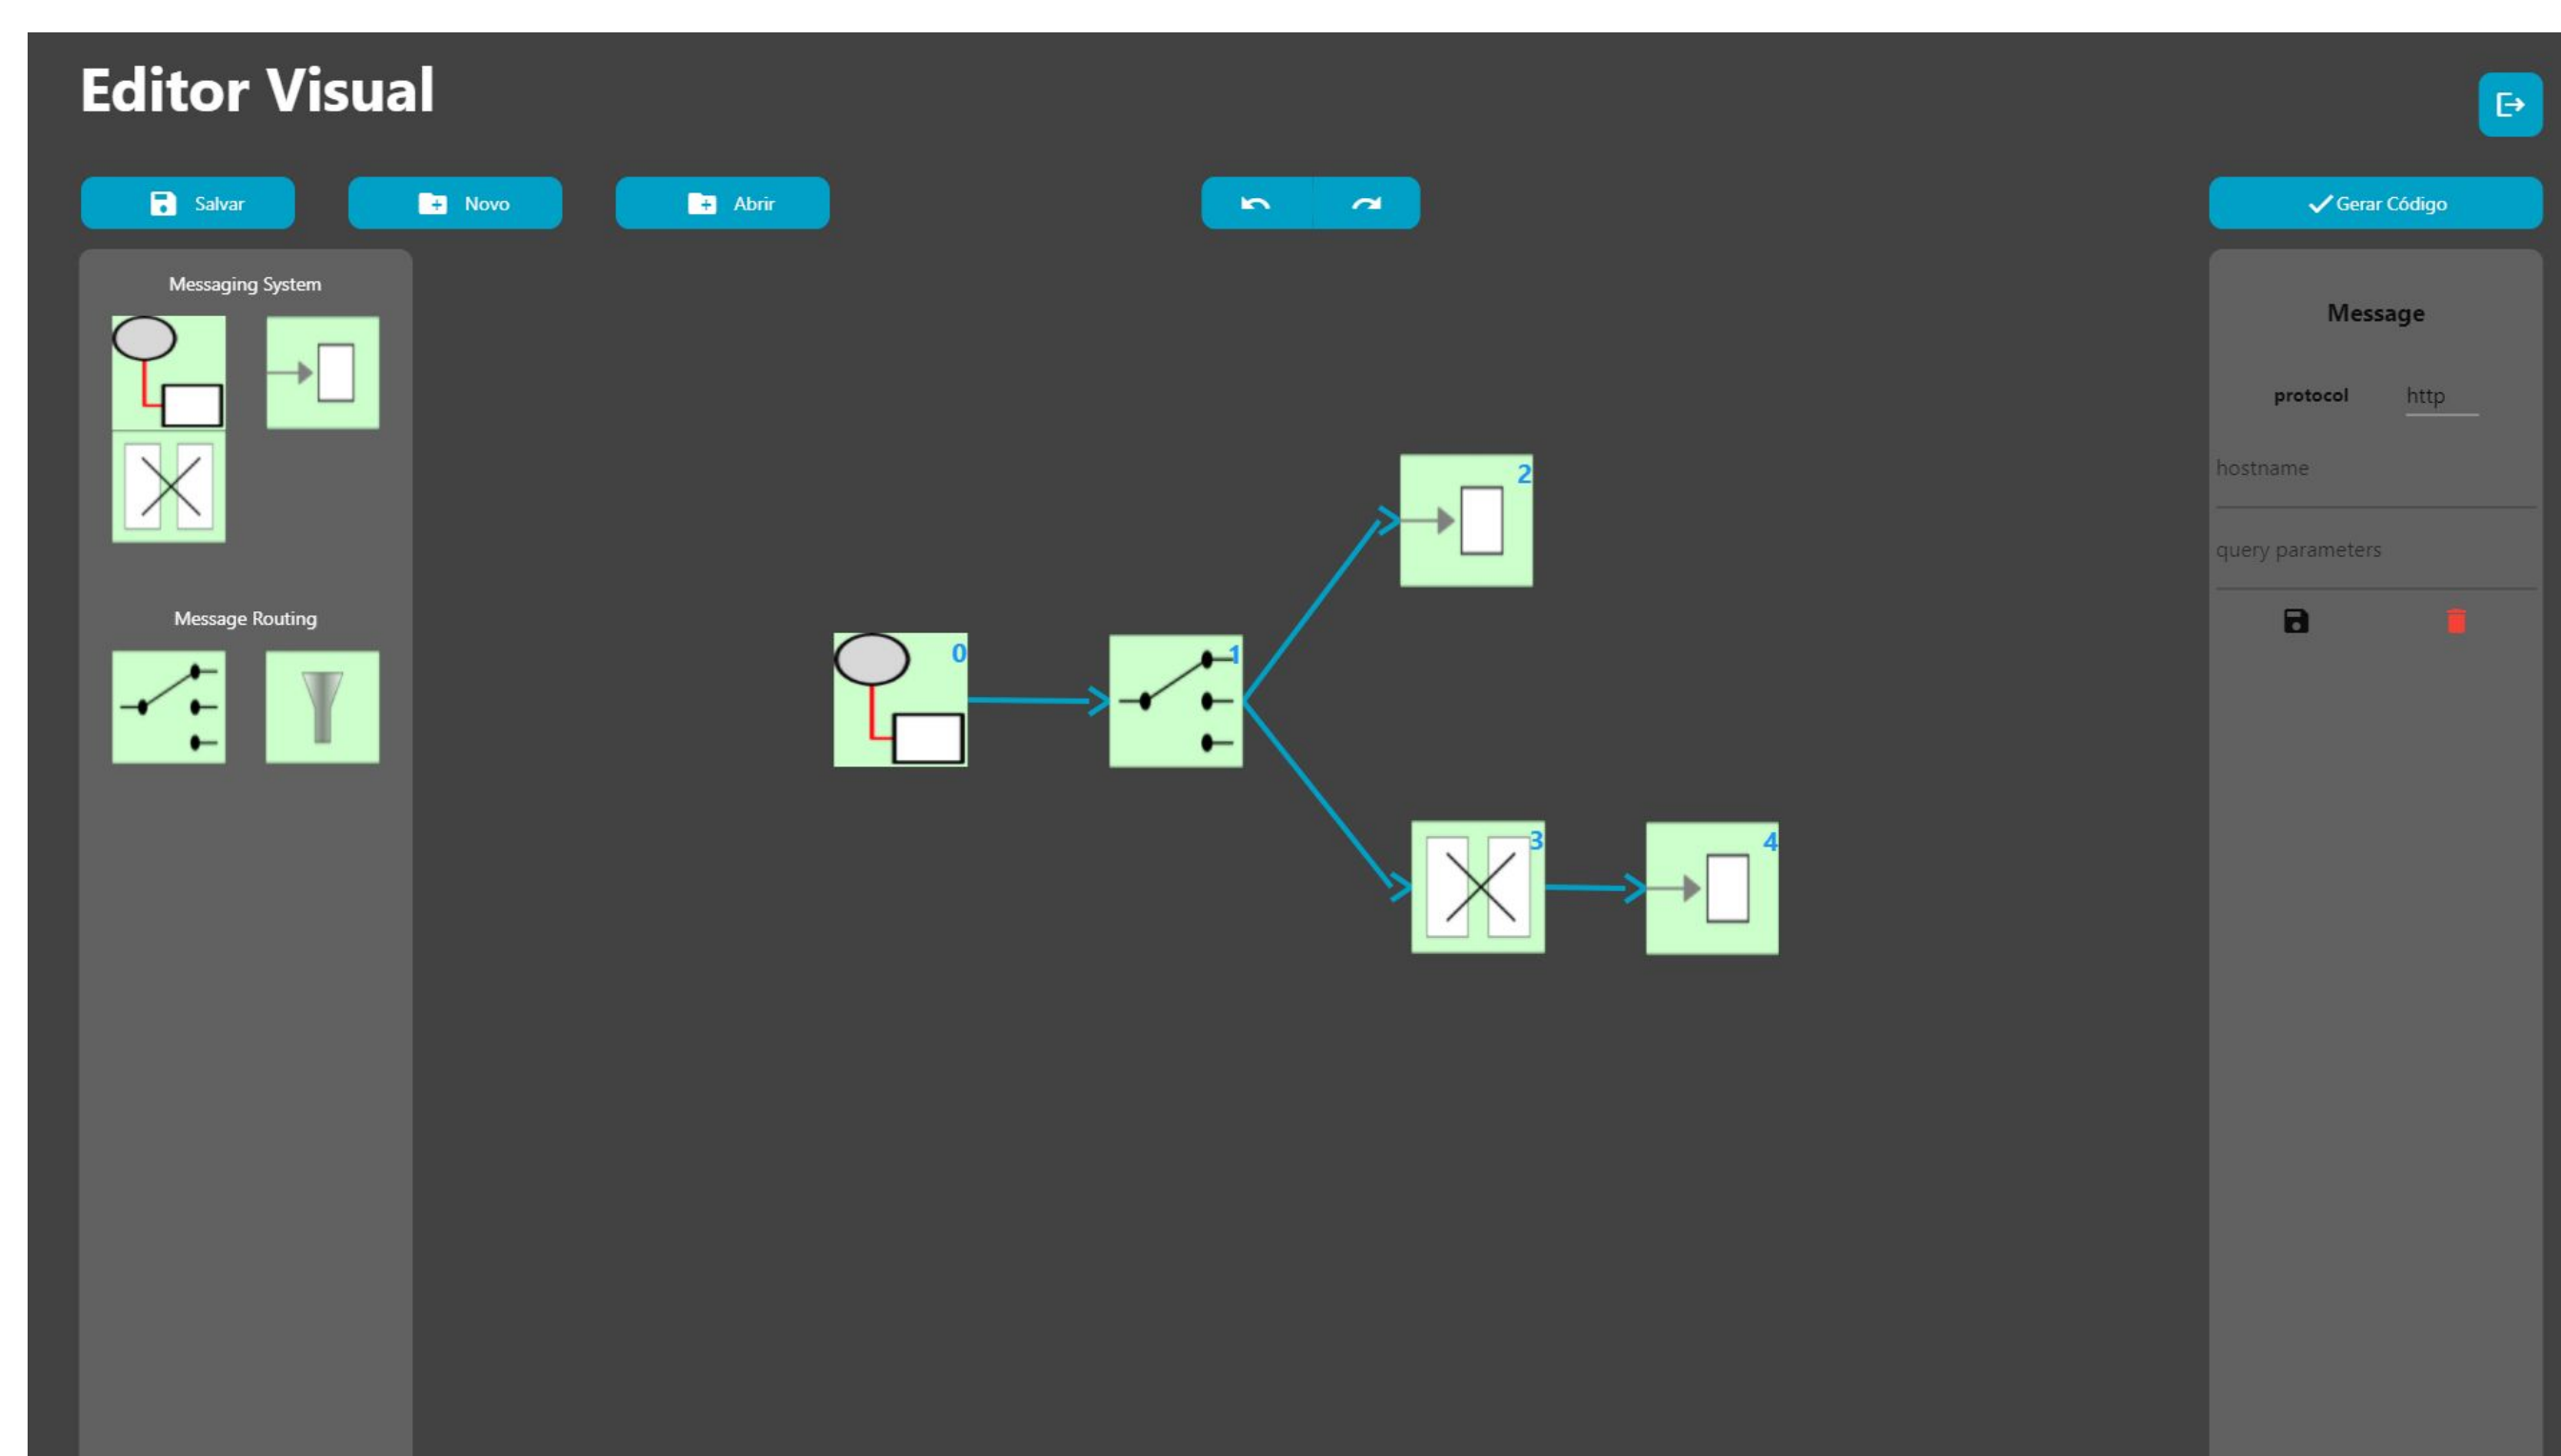 Editor Visual
Salvar
Novo
Abrir
Gerar Código
Messaging System
Message Routing
0
1
2
3
4
Message
protocol http
hostname
query parameters